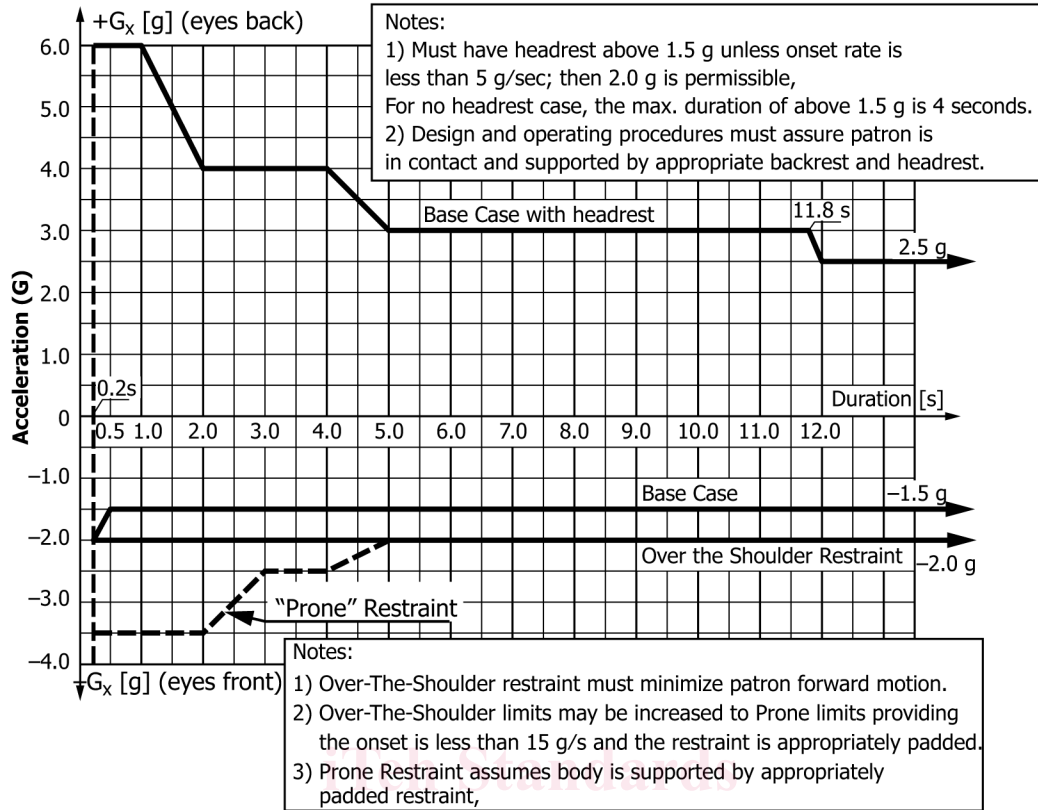 +Gx [g] (eyes back)
Notes:
1) Must have headrest above 1.5 g unless onset rate is
less than 5 g/sec; then 2.0 g is permissible,
For no headrest case, the max. duration of above 1.5 g is 4 seconds.
2) Design and operating procedures must assure patron is
in contact and supported by appropriate backrest and headrest.
6.0
5.0
4.0
3.0
2.0
1.0
0
–1.0
–2.0
–3.0
–4.0
Acceleration (G)
Base Case with headrest
11.8 s
2.5 g
0.2s
Duration [s]
0.5 1.0 2.0 3.0 4.0 5.0 6.0 7.0 8.0 9.0 10.0 11.0 12.0
Base Case
–1.5 g
Over the Shoulder Restraint
–2.0 g
“Prone” Restraint
–Gx [g] (eyes front)
Notes:
1) Over-The-Shoulder restraint must minimize patron forward motion.
2) Over-The-Shoulder limits may be increased to Prone limits providing
the onset is less than 15 g/s and the restraint is appropriately padded.
3) Prone Restraint assumes body is supported by appropriately
padded restraint,
iTeh Standards